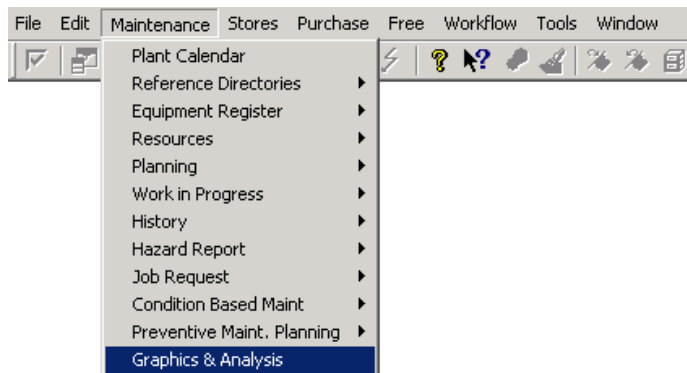 File Edit Maintenance Stores Purchase Free Workflow Tools Window
Plant Calendar
Reference Directories
Equipment Register
Resources
Planning
Work in Progress
History
Hazard Report
Job Request
Condition Based Maint
Preventive Maint. Planning
Graphics & Analysis